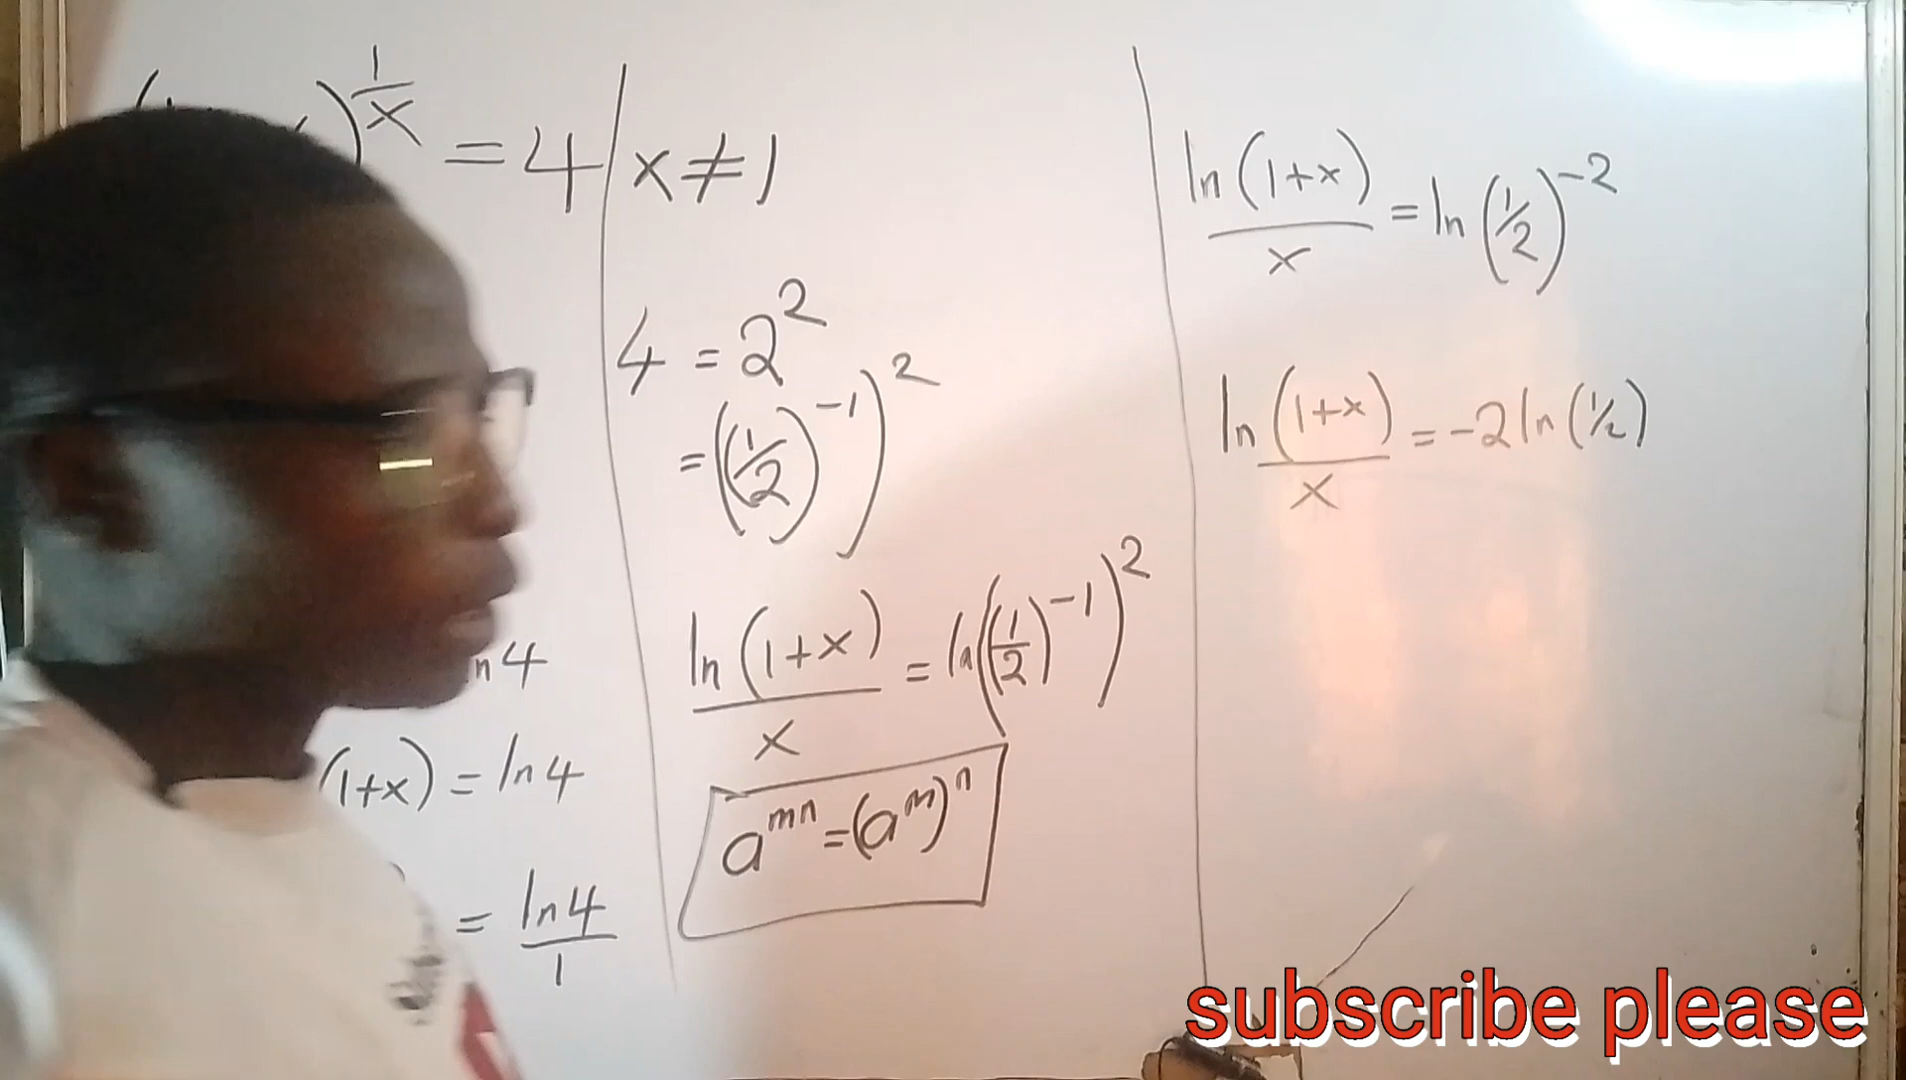 )^(1/x) = 4
n4
(1+x) = ln4
= ln4/1
x≠1
4 = 2^2
= ((1/2)^-1)^2
ln(1+x)/x = ln((1/2)^-1)^2
a^mn = (a^m)^n
ln(1+x)/x = ln(1/2)^-2
ln(1+x)/x = -2ln(1/2)
subscribe please